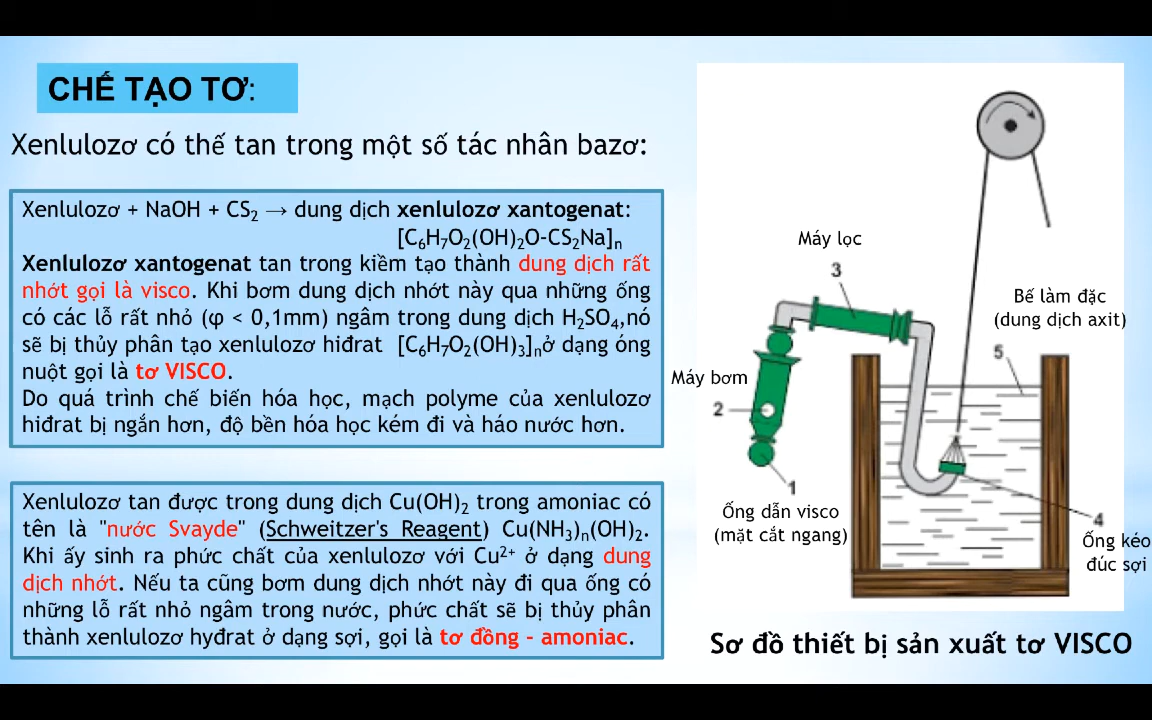 CHẾ TẠO TƠ:
Xenlulozơ có thể tan trong một số tác nhân bazơ:
Xenlulozơ + NaOH + CS₂ → dung dịch xenlulozơ xantogenat:
[C₆H₇O₂(OH)₂O-CS₂Na]ₙ
Xenlulozơ xantogenat tan trong kiềm tạo thành dung dịch rất
nhớt gọi là visco. Khi bơm dung dịch nhớt này qua những ống
có các lỗ rất nhỏ (φ < 0,1mm) ngâm trong dung dịch H₂SO₄,nó
sẽ bị thủy phân tạo xenlulozơ hiđrat [C₆H₇O₂(OH)₃]ₙở dạng óng
nuột gọi là tơ VISCO.
Do quá trình chế biến hóa học, mạch polyme của xenlulozơ
hiđrat bị ngắn hơn, độ bền hóa học kém đi và háo nước hơn.
Xenlulozơ tan được trong dung dịch Cu(OH)₂ trong amoniac có
tên là "nước Svayde" (Schweitzer's Reagent) Cu(NH₃)ₙ(OH)₂.
Khi ấy sinh ra phức chất của xenlulozơ với Cu²⁺ ở dạng dung
dịch nhớt. Nếu ta cũng bơm dung dịch nhớt này đi qua ống có
những lỗ rất nhỏ ngâm trong nước, phức chất sẽ bị thủy phân
thành xenlulozơ hyđrat ở dạng sợi, gọi là tơ đồng - amoniac.
Máy lọc
3
Bể làm đặc
(dung dịch axit)
5
Máy bơm
2
1
Ống dẫn visco
(mặt cắt ngang)
4
Ống kéo
đúc sợi
Sơ đồ thiết bị sản xuất tơ VISCO